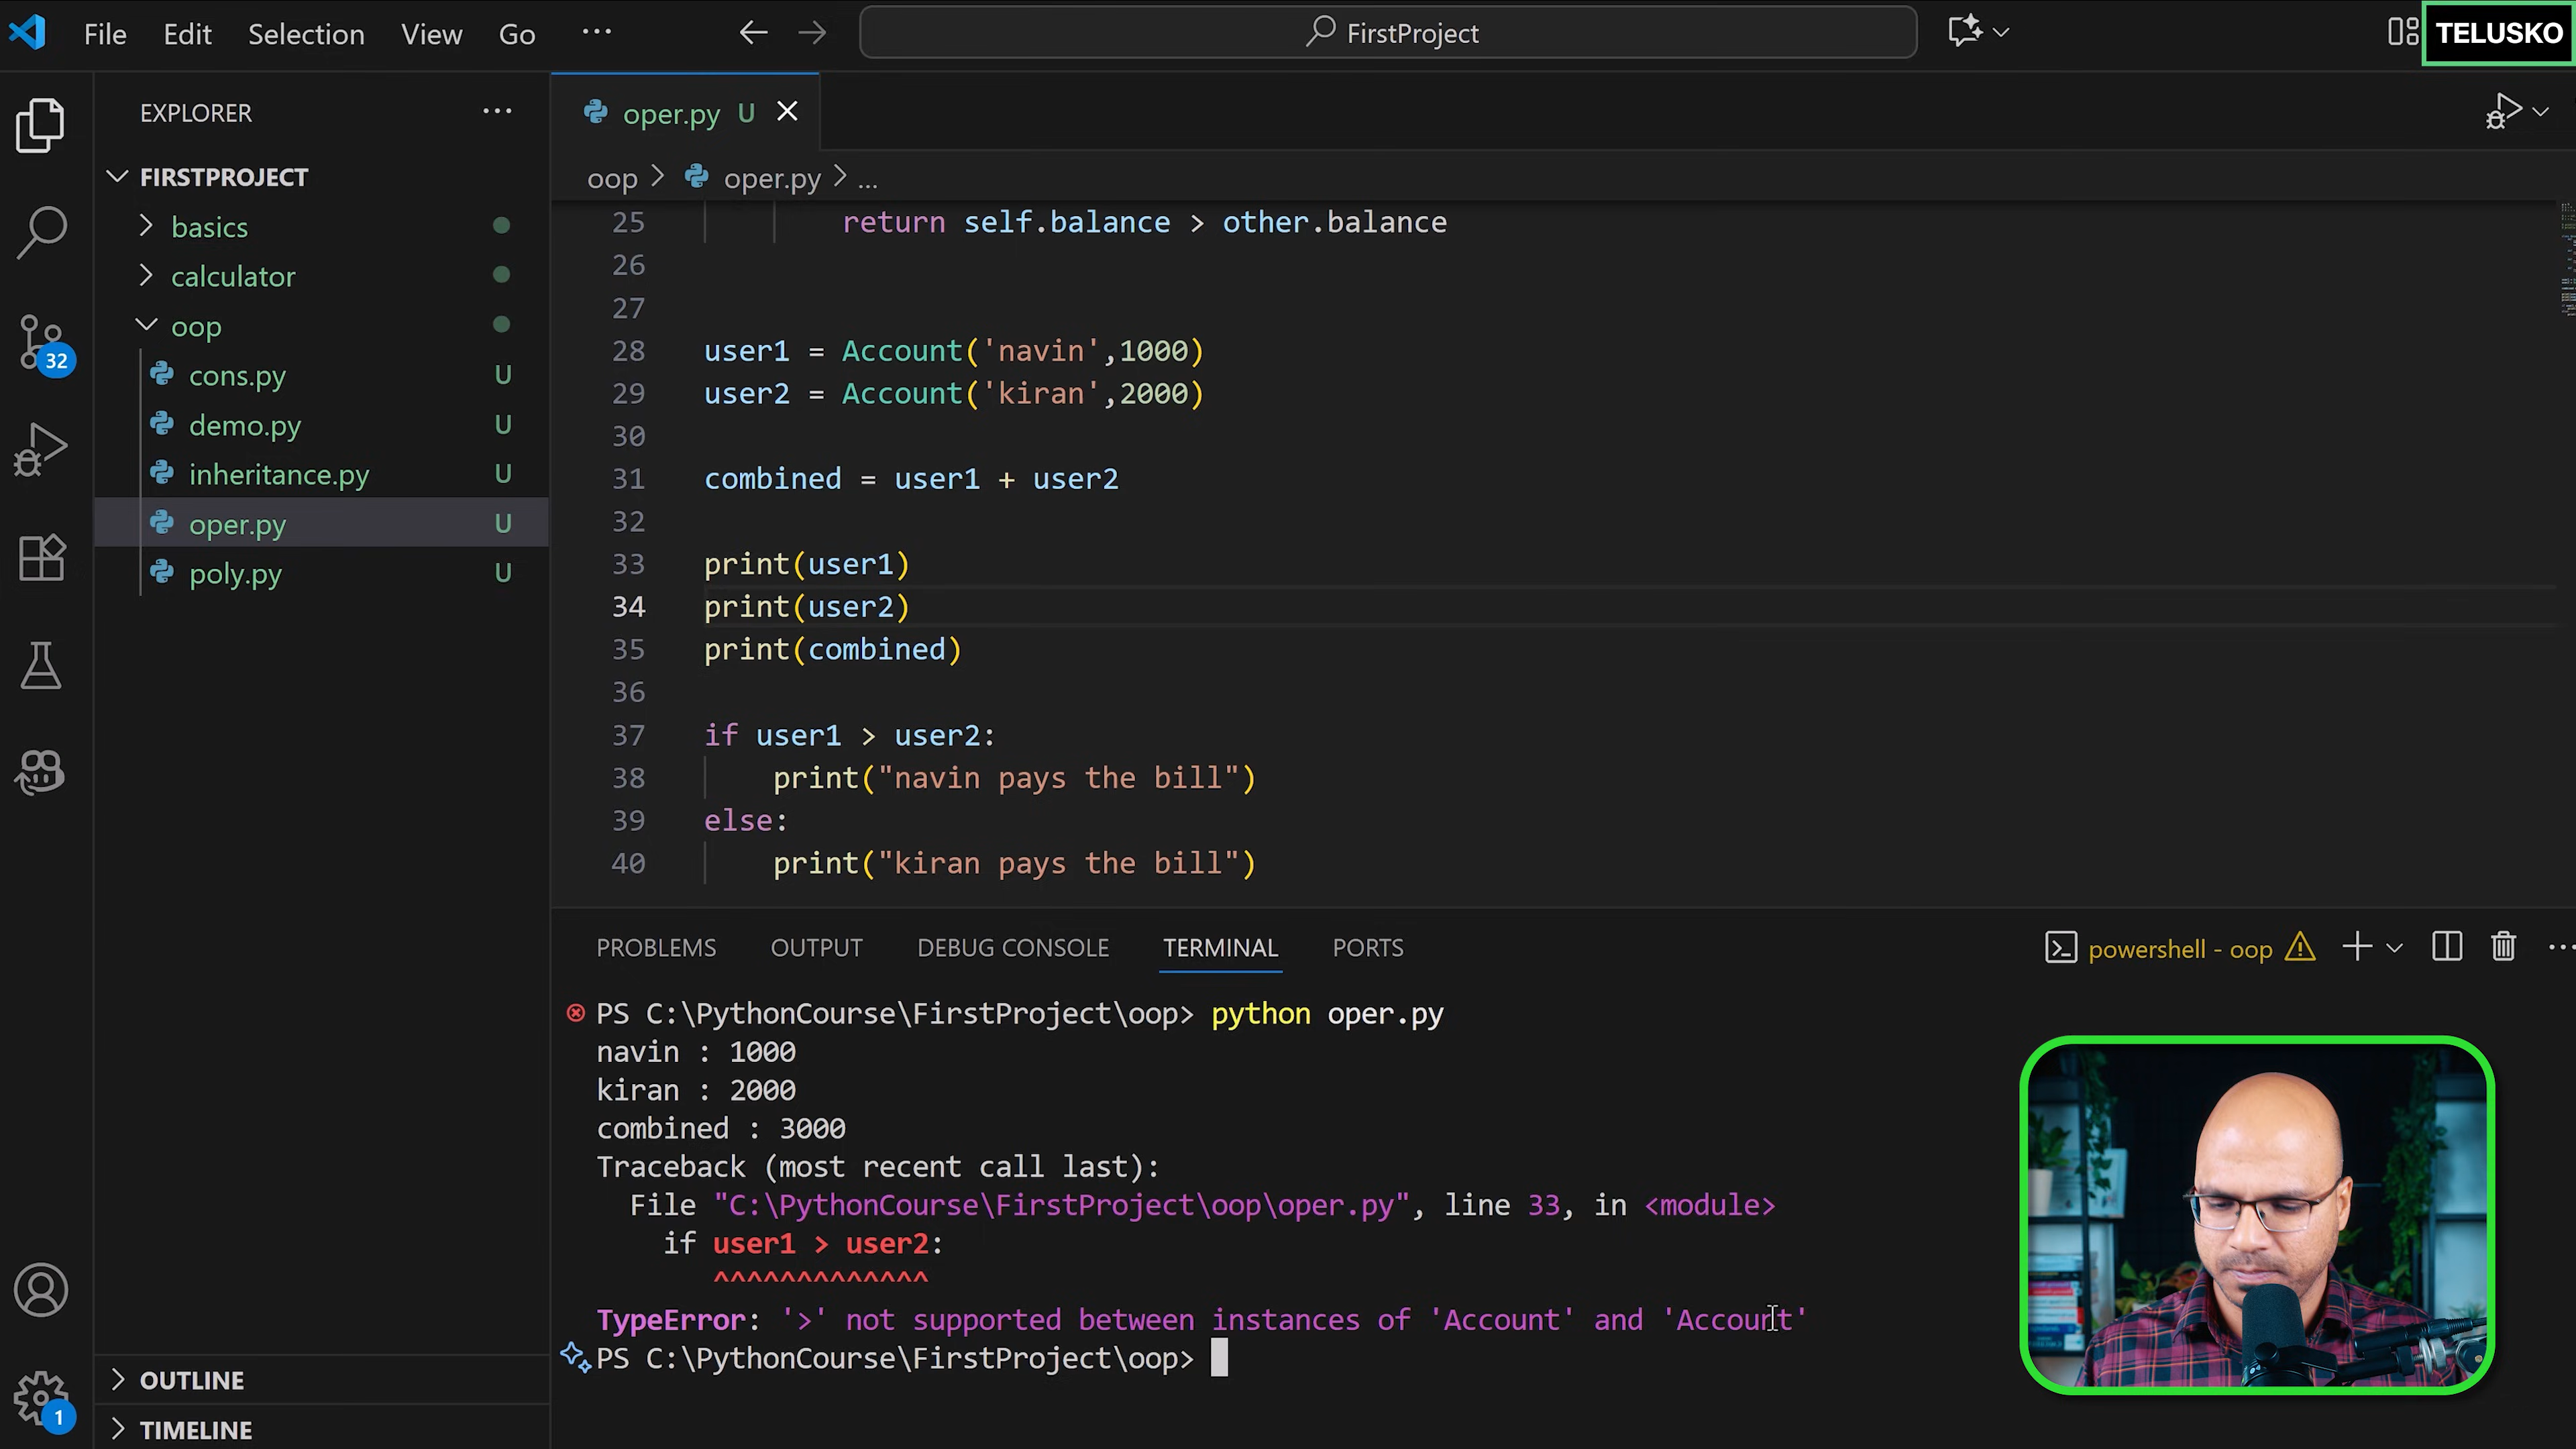 File Edit Selection View Go ... FirstProject TELUSKO
EXPLORER ...
FIRSTPROJECT
basics
calculator
oop
32
cons.py U
demo.py U
inheritance.py U
oper.py U
poly.py U
OUTLINE
TIMELINE
1
oper.py U
oop > oper.py > ...
25 return self.balance > other.balance
26
27
28 user1 = Account('navin',1000)
29 user2 = Account('kiran',2000)
30
31 combined = user1 + user2
32
33 print(user1)
34 print(user2)
35 print(combined)
36
37 if user1 > user2:
38 print("navin pays the bill")
39 else:
40 print("kiran pays the bill")
PROBLEMS OUTPUT DEBUG CONSOLE TERMINAL PORTS powershell - oop ...
PS C:\PythonCourse\FirstProject\oop> python oper.py
navin : 1000
kiran : 2000
combined : 3000
Traceback (most recent call last):
File "C:\PythonCourse\FirstProject\oop\oper.py", line 33, in <module>
if user1 > user2:
^^^^^^^^^^^^^
TypeError: '>' not supported between instances of 'Account' and 'Account'
PS C:\PythonCourse\FirstProject\oop>